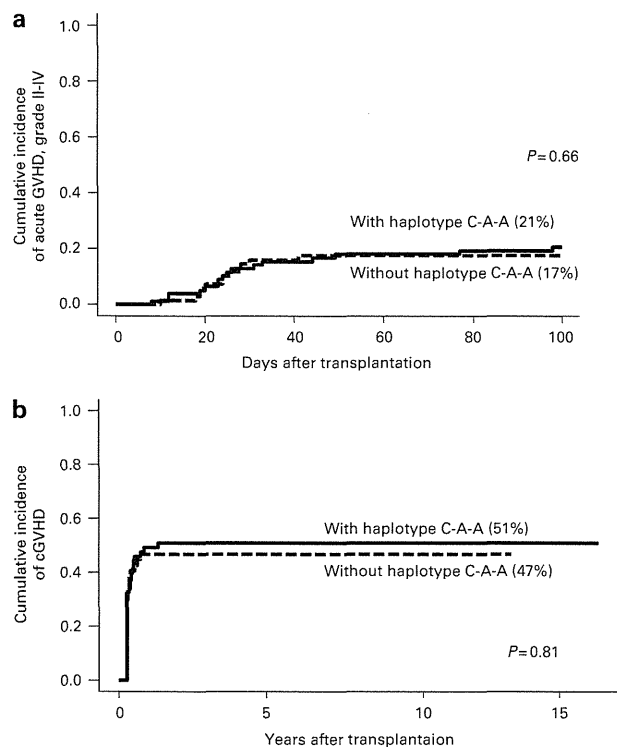 a
Cumulative incidence
of acute GVHD, grade II-IV
1.0
0.8
0.6
0.4
0.2
0.0
P=0.66
With haplotype C-A-A (21%)
Without haplotype C-A-A (17%)
0 20 40 60 80 100
Days after transplantation
b
Cumulative incidence
of cGVHD
1.0
0.8
0.6
0.4
0.2
0.0
With haplotype C-A-A (51%)
Without haplotype C-A-A (47%)
P=0.81
0 5 10 15
Years after transplantaion